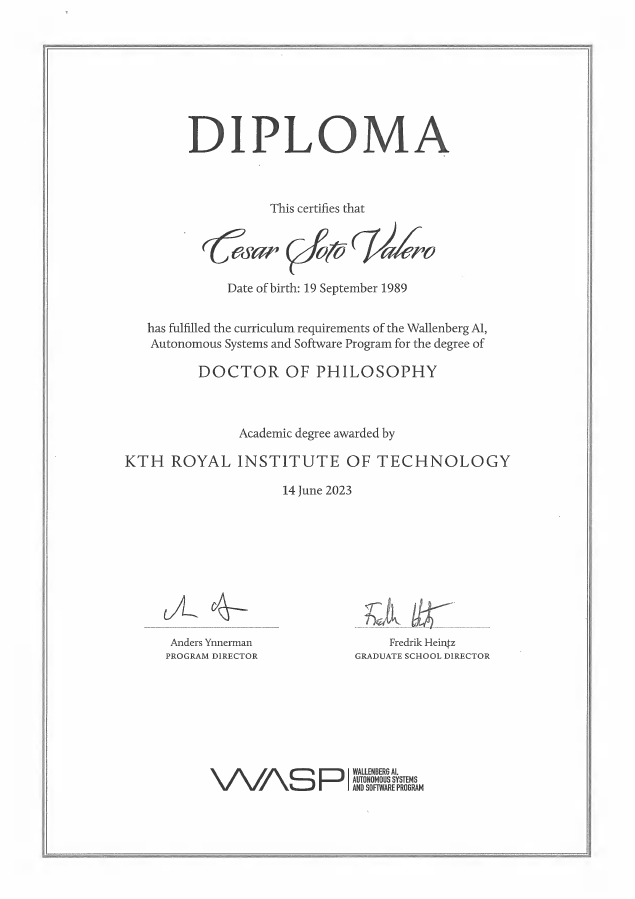 DIPLOMA
This certifies that
Cesar Soto Valero
Date of birth: 19 September 1989
has fulfilled the curriculum requirements of the Wallenberg AI,
Autonomous Systems and Software Program for the degree of
DOCTOR OF PHILOSOPHY
Academic degree awarded by
KTH ROYAL INSTITUTE OF TECHNOLOGY
14 June 2023
Anders Ynnerman
PROGRAM DIRECTOR
Fredrik Heintz
GRADUATE SCHOOL DIRECTOR
WASP
WALLENBERG AI,
AUTONOMOUS SYSTEMS
AND SOFTWARE PROGRAM